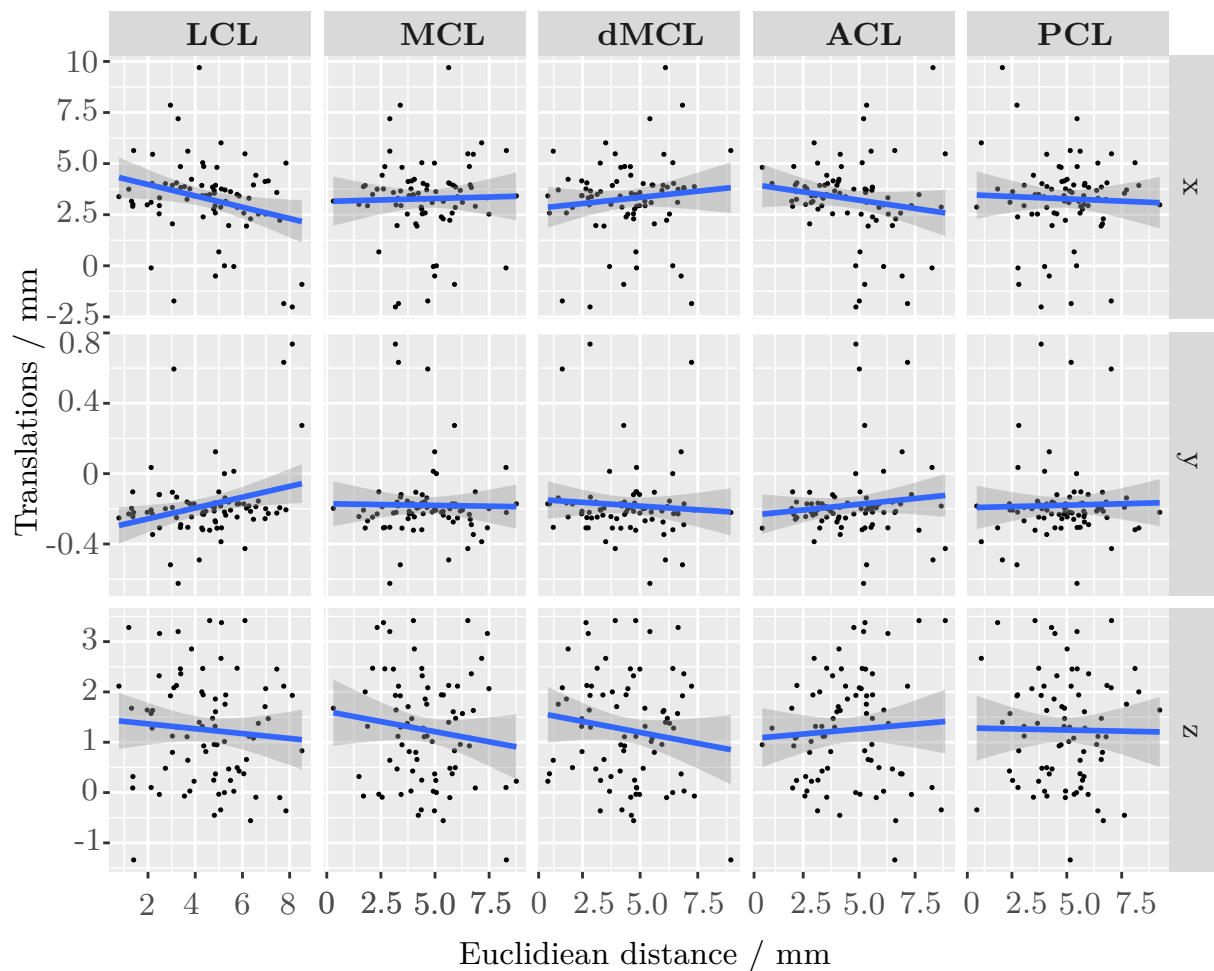 LCL MCL dMCL ACL PCL
10
7.5
5.0
2.5
0
-2.5
x
0.8
0.4
0
-0.4
y
3
2
1
0
-1
z
Translations / mm
2 4 6 8 0 2.5 5.0 7.5 0 2.5 5.0 7.5 0 2.5 5.0 7.5 0 2.5 5.0 7.5
Euclidiean distance / mm